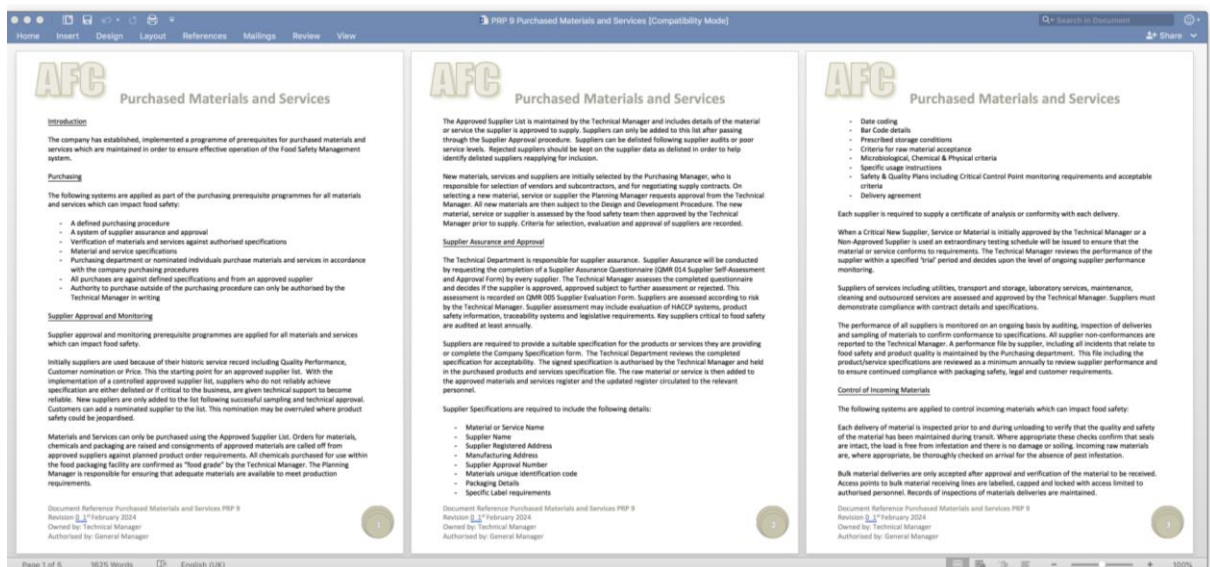 PRP 9 Purchased Materials and Services [Compatibility Mode]
Search in Document
Home Insert Design Layout References Mailings Review View
Share
AFC
Purchased Materials and Services
Introduction
The company has established, implemented a programme of prerequisites for purchased materials and
services which are maintained in order to ensure effective operation of the Food Safety Management
system.
Purchasing
The following systems are applied as part of the purchasing prerequisite programmes for all materials
and services which can impact food safety:
- A defined purchasing procedure
- A system of supplier assurance and approval
- Verification of materials and services against authorised specifications
- Material and service specifications
- Purchasing department or nominated individuals purchase materials and services in accordance
with the company purchasing procedures
- All purchases are against defined specifications and from an approved supplier
- Authority to purchase outside of the purchasing procedure can only be authorised by the
Technical Manager in writing
Supplier Approval and Monitoring
Supplier approval and monitoring prerequisite programmes are applied for all materials and services
which can impact food safety.
Initially suppliers are used because of their historic service record including Quality Performance,
Customer nomination or Price. This the starting point for an approved supplier list. With the
implementation of a controlled approved supplier list, suppliers who do not reliably achieve
specification are either delisted or if critical to the business, are given technical support to become
reliable. New suppliers are only added to the list following successful sampling and technical approval.
Customers can add a nominated supplier to the list. This nomination may be overruled where product
safety could be jeopardised.
Materials and Services can only be purchased using the Approved Supplier List. Orders for materials,
chemicals and packaging are raised and consignments of approved materials are called off from
approved suppliers against planned product order requirements. All chemicals purchased for use within
the food packaging facility are confirmed as "food grade" by the Technical Manager. The Planning
Manager is responsible for ensuring that adequate materials are available to meet production
requirements.
Document Reference Purchased Materials and Services PRP 9
Revision 0 1st February 2024
Owned by: Technical Manager
Authorised by: General Manager
1
AFC
Purchased Materials and Services
The Approved Supplier List is maintained by the Technical Manager and includes details of the material
or service the supplier is approved to supply. Suppliers can only be added to this list after passing
through the Supplier Approval procedure. Suppliers can be delisted following supplier audits or poor
service levels. Rejected suppliers should be kept on the supplier data as delisted in order to help
identify delisted suppliers reapplying for inclusion.
New materials, services and suppliers are initially selected by the Purchasing Manager, who is
responsible for selection of vendors and subcontractors, and for negotiating supply contracts. On
selecting a new material, service or supplier the Planning Manager requests approval from the Technical
Manager. All new materials are then subject to the Design and Development Procedure. The new
material, service or supplier is assessed by the food safety team then approved by the Technical
Manager prior to supply. Criteria for selection, evaluation and approval of suppliers are recorded.
Supplier Assurance and Approval
The Technical Department is responsible for supplier assurance. Supplier Assurance will be conducted
by requesting the completion of a Supplier Assurance Questionnaire (QMR 014 Supplier Self-Assessment
and Approval Form) by every supplier. The Technical Manager assesses the completed questionnaire
and decides if the supplier is approved, approved subject to further assessment or rejected. This
assessment is recorded on QMR 005 Supplier Evaluation Form. Suppliers are assessed according to risk
by the Technical Manager. Supplier assessment may include evaluation of HACCP systems, product
safety information, traceability systems and legislative requirements. Key suppliers critical to food safety
are audited at least annually.
Suppliers are required to provide a suitable specification for the products or services they are providing
or complete the Company Specification form. The Technical Department reviews the completed
specification for acceptability. The signed specification is authorised by the Technical Manager and held
in the purchased products and services specification file. The raw material or service is then added to
the approved materials and services register and the updated register circulated to the relevant
personnel.
Supplier Specifications are required to include the following details:
- Material or Service Name
- Supplier Name
- Supplier Registered Address
- Manufacturing Address
- Supplier Approval Number
- Materials unique identification code
- Packaging Details
- Specific Label requirements
Document Reference Purchased Materials and Services PRP 9
Revision 0 1st February 2024
Owned by: Technical Manager
Authorised by: General Manager
2
AFC
Purchased Materials and Services
- Date coding
- Bar Code details
- Prescribed storage conditions
- Criteria for raw material acceptance
- Microbiological, Chemical & Physical criteria
- Specific usage instructions
- Safety & Quality Plans including Critical Control Point monitoring requirements and acceptable
criteria
- Delivery agreement
Each supplier is required to supply a certificate of analysis or conformity with each delivery.
When a Critical New Supplier, Service or Material is initially approved by the Technical Manager or a
Non-Approved Supplier is used an extraordinary testing schedule will be issued to ensure that the
material or service conforms to requirements. The Technical Manager reviews the performance of the
supplier within a specified 'trial' period and decides upon the level of ongoing supplier performance
monitoring.
Suppliers of services including utilities, transport and storage, laboratory services, maintenance,
cleaning and outsourced services are assessed and approved by the Technical Manager. Suppliers must
demonstrate compliance with contract details and specifications.
The performance of all suppliers is monitored on an ongoing basis by auditing, inspection of deliveries
and sampling of materials to confirm conformance to specifications. All supplier non-conformances are
reported to the Technical Manager. A performance file by supplier, including all incidents that relate to
food safety and product quality is maintained by the Purchasing department. This file including the
product/service specifications are reviewed as a minimum annually to review supplier performance and
to ensure continued compliance with packaging safety, legal and customer requirements.
Control of Incoming Materials
The following systems are applied to control incoming materials which can impact food safety:
Each delivery of material is inspected prior to and during unloading to verify that the quality and safety
of the material has been maintained during transit. Where appropriate these checks confirm that seals
are intact, the load is free from infestation and there is no damage or soiling. Incoming raw materials
are, where appropriate, be thoroughly checked on arrival for the absence of pest infestation.
Bulk material deliveries are only accepted after approval and verification of the material to be received.
Access points to bulk material receiving lines are labelled, capped and locked with access limited to
authorised personnel. Records of inspections of materials deliveries are maintained.
Document Reference Purchased Materials and Services PRP 9
Revision 0 1st February 2024
Owned by: Technical Manager
Authorised by: General Manager
3
Page 1 of 5 1625 Words English (UK) 100%